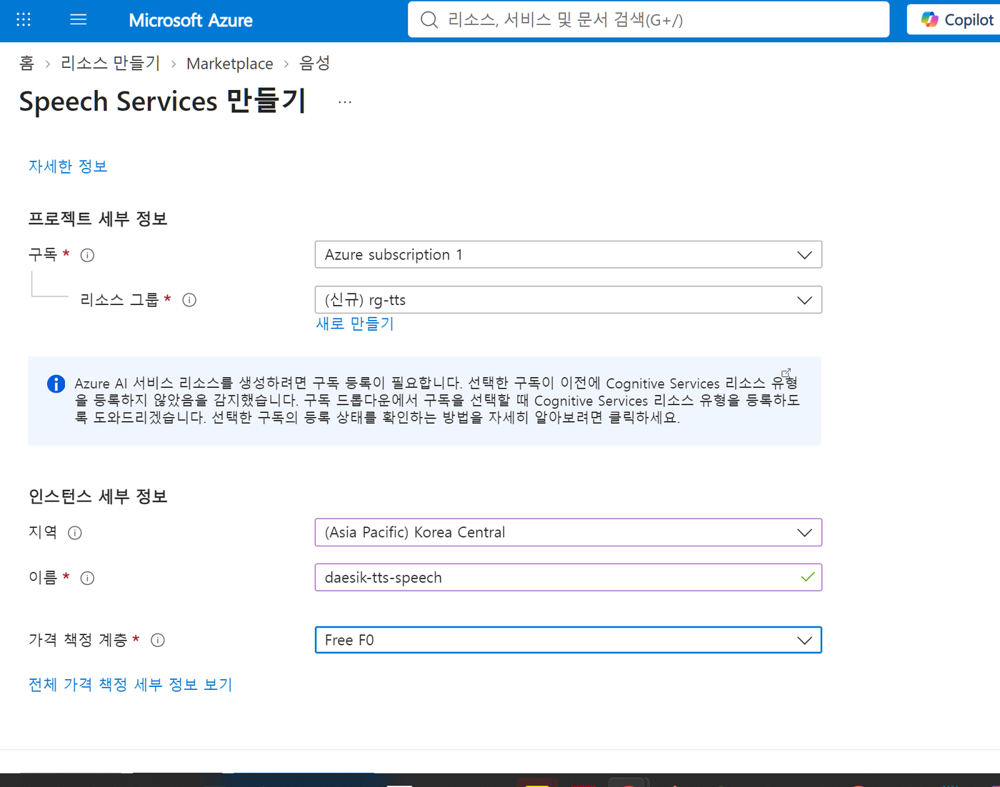 Microsoft Azure
리소스, 서비스 및 문서 검색(G+/)
Copilot
홈 > 리소스 만들기 > Marketplace > 음성
Speech Services 만들기 ...
자세한 정보
프로젝트 세부 정보
구독 *
Azure subscription 1
리소스 그룹 *
(신규) rg-tts
새로 만들기
Azure AI 서비스 리소스를 생성하려면 구독 등록이 필요합니다. 선택한 구독이 이전에 Cognitive Services 리소스 유형
을 등록하지 않았음을 감지했습니다. 구독 드롭다운에서 구독을 선택할 때 Cognitive Services 리소스 유형을 등록하도
록 도와드리겠습니다. 선택한 구독의 등록 상태를 확인하는 방법을 자세히 알아보려면 클릭하세요.
인스턴스 세부 정보
지역
(Asia Pacific) Korea Central
이름 *
daesik-tts-speech
가격 책정 계층 *
Free F0
전체 가격 책정 세부 정보 보기